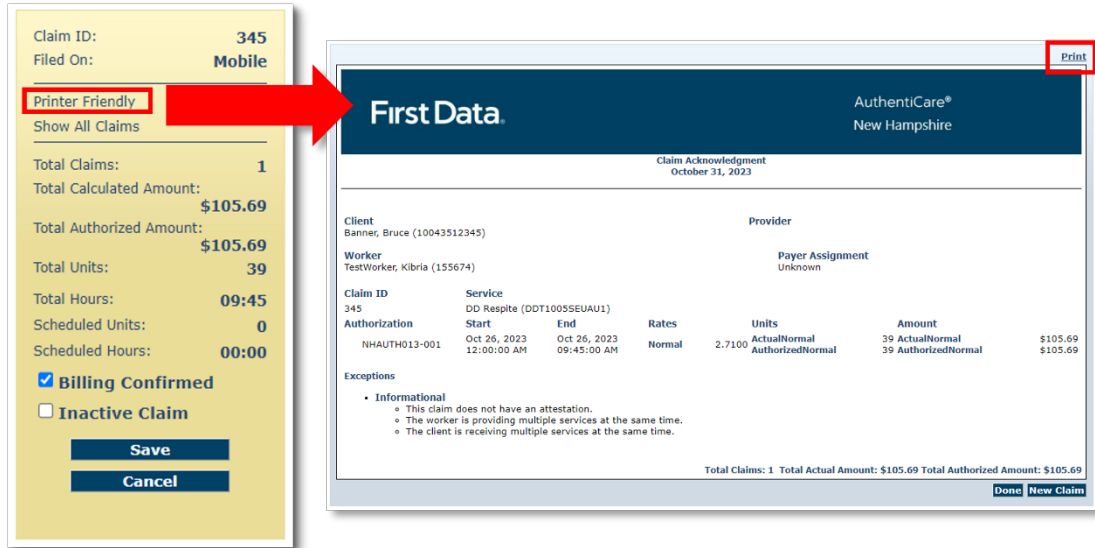 Claim ID: 345
Filed On: Mobile
Printer Friendly
Show All Claims
Total Claims: 1
Total Calculated Amount:
$105.69
Total Authorized Amount:
$105.69
Total Units: 39
Total Hours: 09:45
Scheduled Units: 0
Scheduled Hours: 00:00
Billing Confirmed
Inactive Claim
Save
Cancel
Print
First Data.
AuthentiCare®
New Hampshire
Claim Acknowledgment
October 31, 2023
Client Provider
Banner, Bruce (10043512345)
Worker Payer Assignment
TestWorker, Kibria (155674) Unknown
Claim ID Service
345 DD Respite (DDT1005SEUAU1)
Authorization Start End Rates Units Amount
NHAUTH013-001 Oct 26, 2023 12:00:00 AM Oct 26, 2023 09:45:00 AM Normal 2.7100 ActualNormal 39 ActualNormal $105.69
AuthorizedNormal 39 AuthorizedNormal $105.69
Exceptions
Informational
This claim does not have an attestation.
The worker is providing multiple services at the same time.
The client is receiving multiple services at the same time.
Total Claims: 1 Total Actual Amount: $105.69 Total Authorized Amount: $105.69
Done New Claim